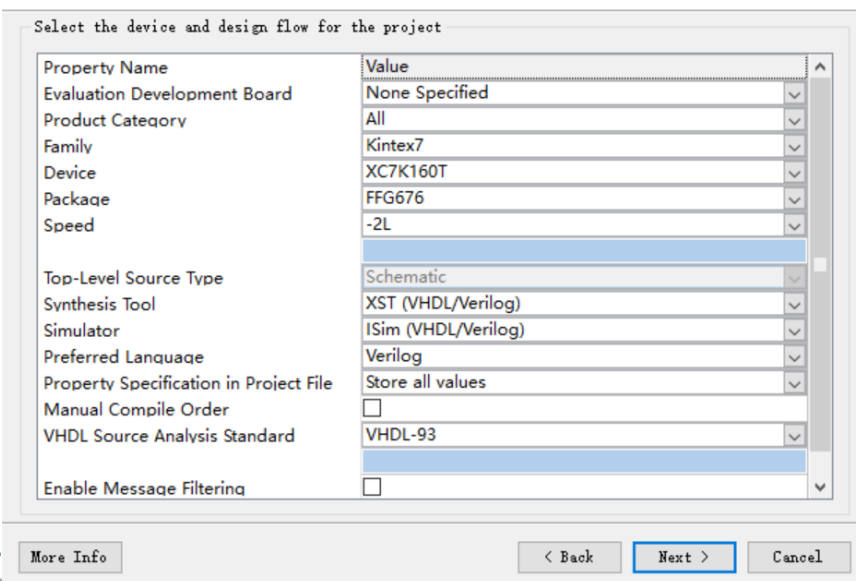 Select the device and design flow for the project
Property Name Value
Evaluation Development Board None Specified
Product Category All
Family Kintex7
Device XC7K160T
Package FFG676
Speed -2L
Top-Level Source Type Schematic
Synthesis Tool XST (VHDL/Verilog)
Simulator ISim (VHDL/Verilog)
Preferred Language Verilog
Property Specification in Project File Store all values
Manual Compile Order
VHDL Source Analysis Standard VHDL-93
Enable Message Filtering
More Info < Back Next > Cancel